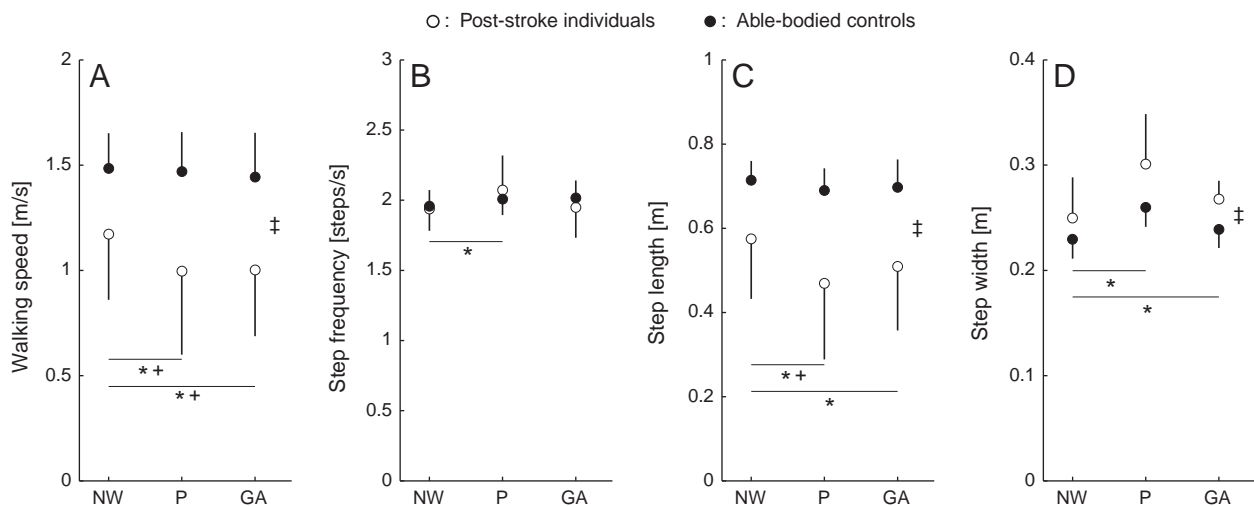 ○ : Post-stroke individuals ● : Able-bodied controls
A
Walking speed [m/s]
2
1.5
1
0.5
0
‡
* +
* +
NW P GA
B
Step frequency [steps/s]
3
2.5
2
1.5
1
0.5
0
*
NW P GA
C
Step length [m]
1
0.8
0.6
0.4
0.2
0
‡
* +
*
NW P GA
D
Step width [m]
0.4
0.3
0.2
0.1
0
‡
*
*
NW P GA